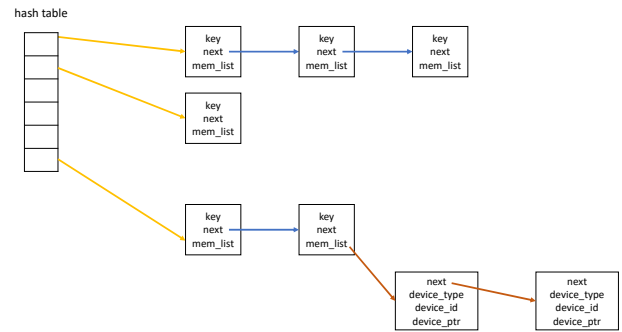 hash table
key
next
mem_list
key
next
mem_list
key
next
mem_list
key
next
mem_list
key
next
mem_list
key
next
mem_list
next
device_type
device_id
device_ptr
next
device_type
device_id
device_ptr